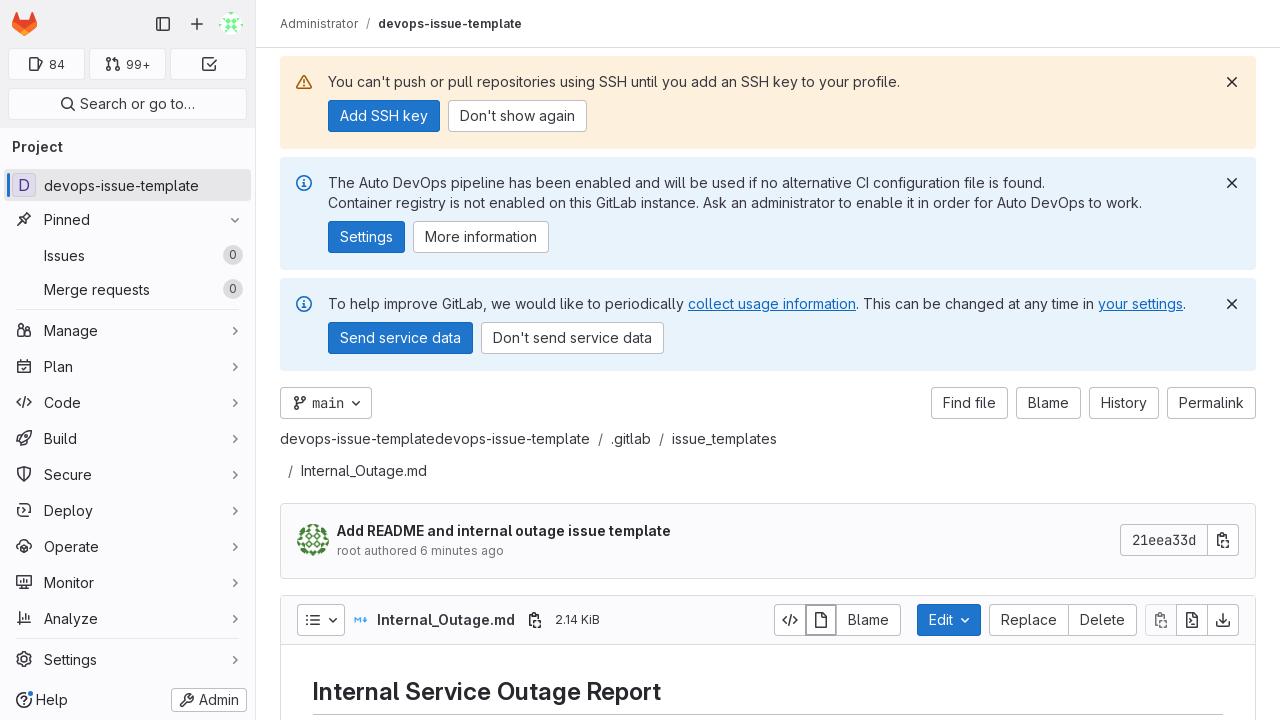 Administrator / devops-issue-template
84
99+
Search or go to…
Project
D devops-issue-template
Pinned
Issues 0
Merge requests 0
Manage
Plan
Code
Build
Secure
Deploy
Operate
Monitor
Analyze
Settings
Help
Admin
You can't push or pull repositories using SSH until you add an SSH key to your profile.
Add SSH key Don't show again
The Auto DevOps pipeline has been enabled and will be used if no alternative CI configuration file is found.
Container registry is not enabled on this GitLab instance. Ask an administrator to enable it in order for Auto DevOps to work.
Settings More information
To help improve GitLab, we would like to periodically collect usage information. This can be changed at any time in your settings.
Send service data Don't send service data
main Find file Blame History Permalink
devops-issue-templatedevops-issue-template / .gitlab / issue_templates
/ Internal_Outage.md
Add README and internal outage issue template
root authored 6 minutes ago
21eea33d
Internal_Outage.md 2.14 KiB Blame Edit Replace Delete
Internal Service Outage Report